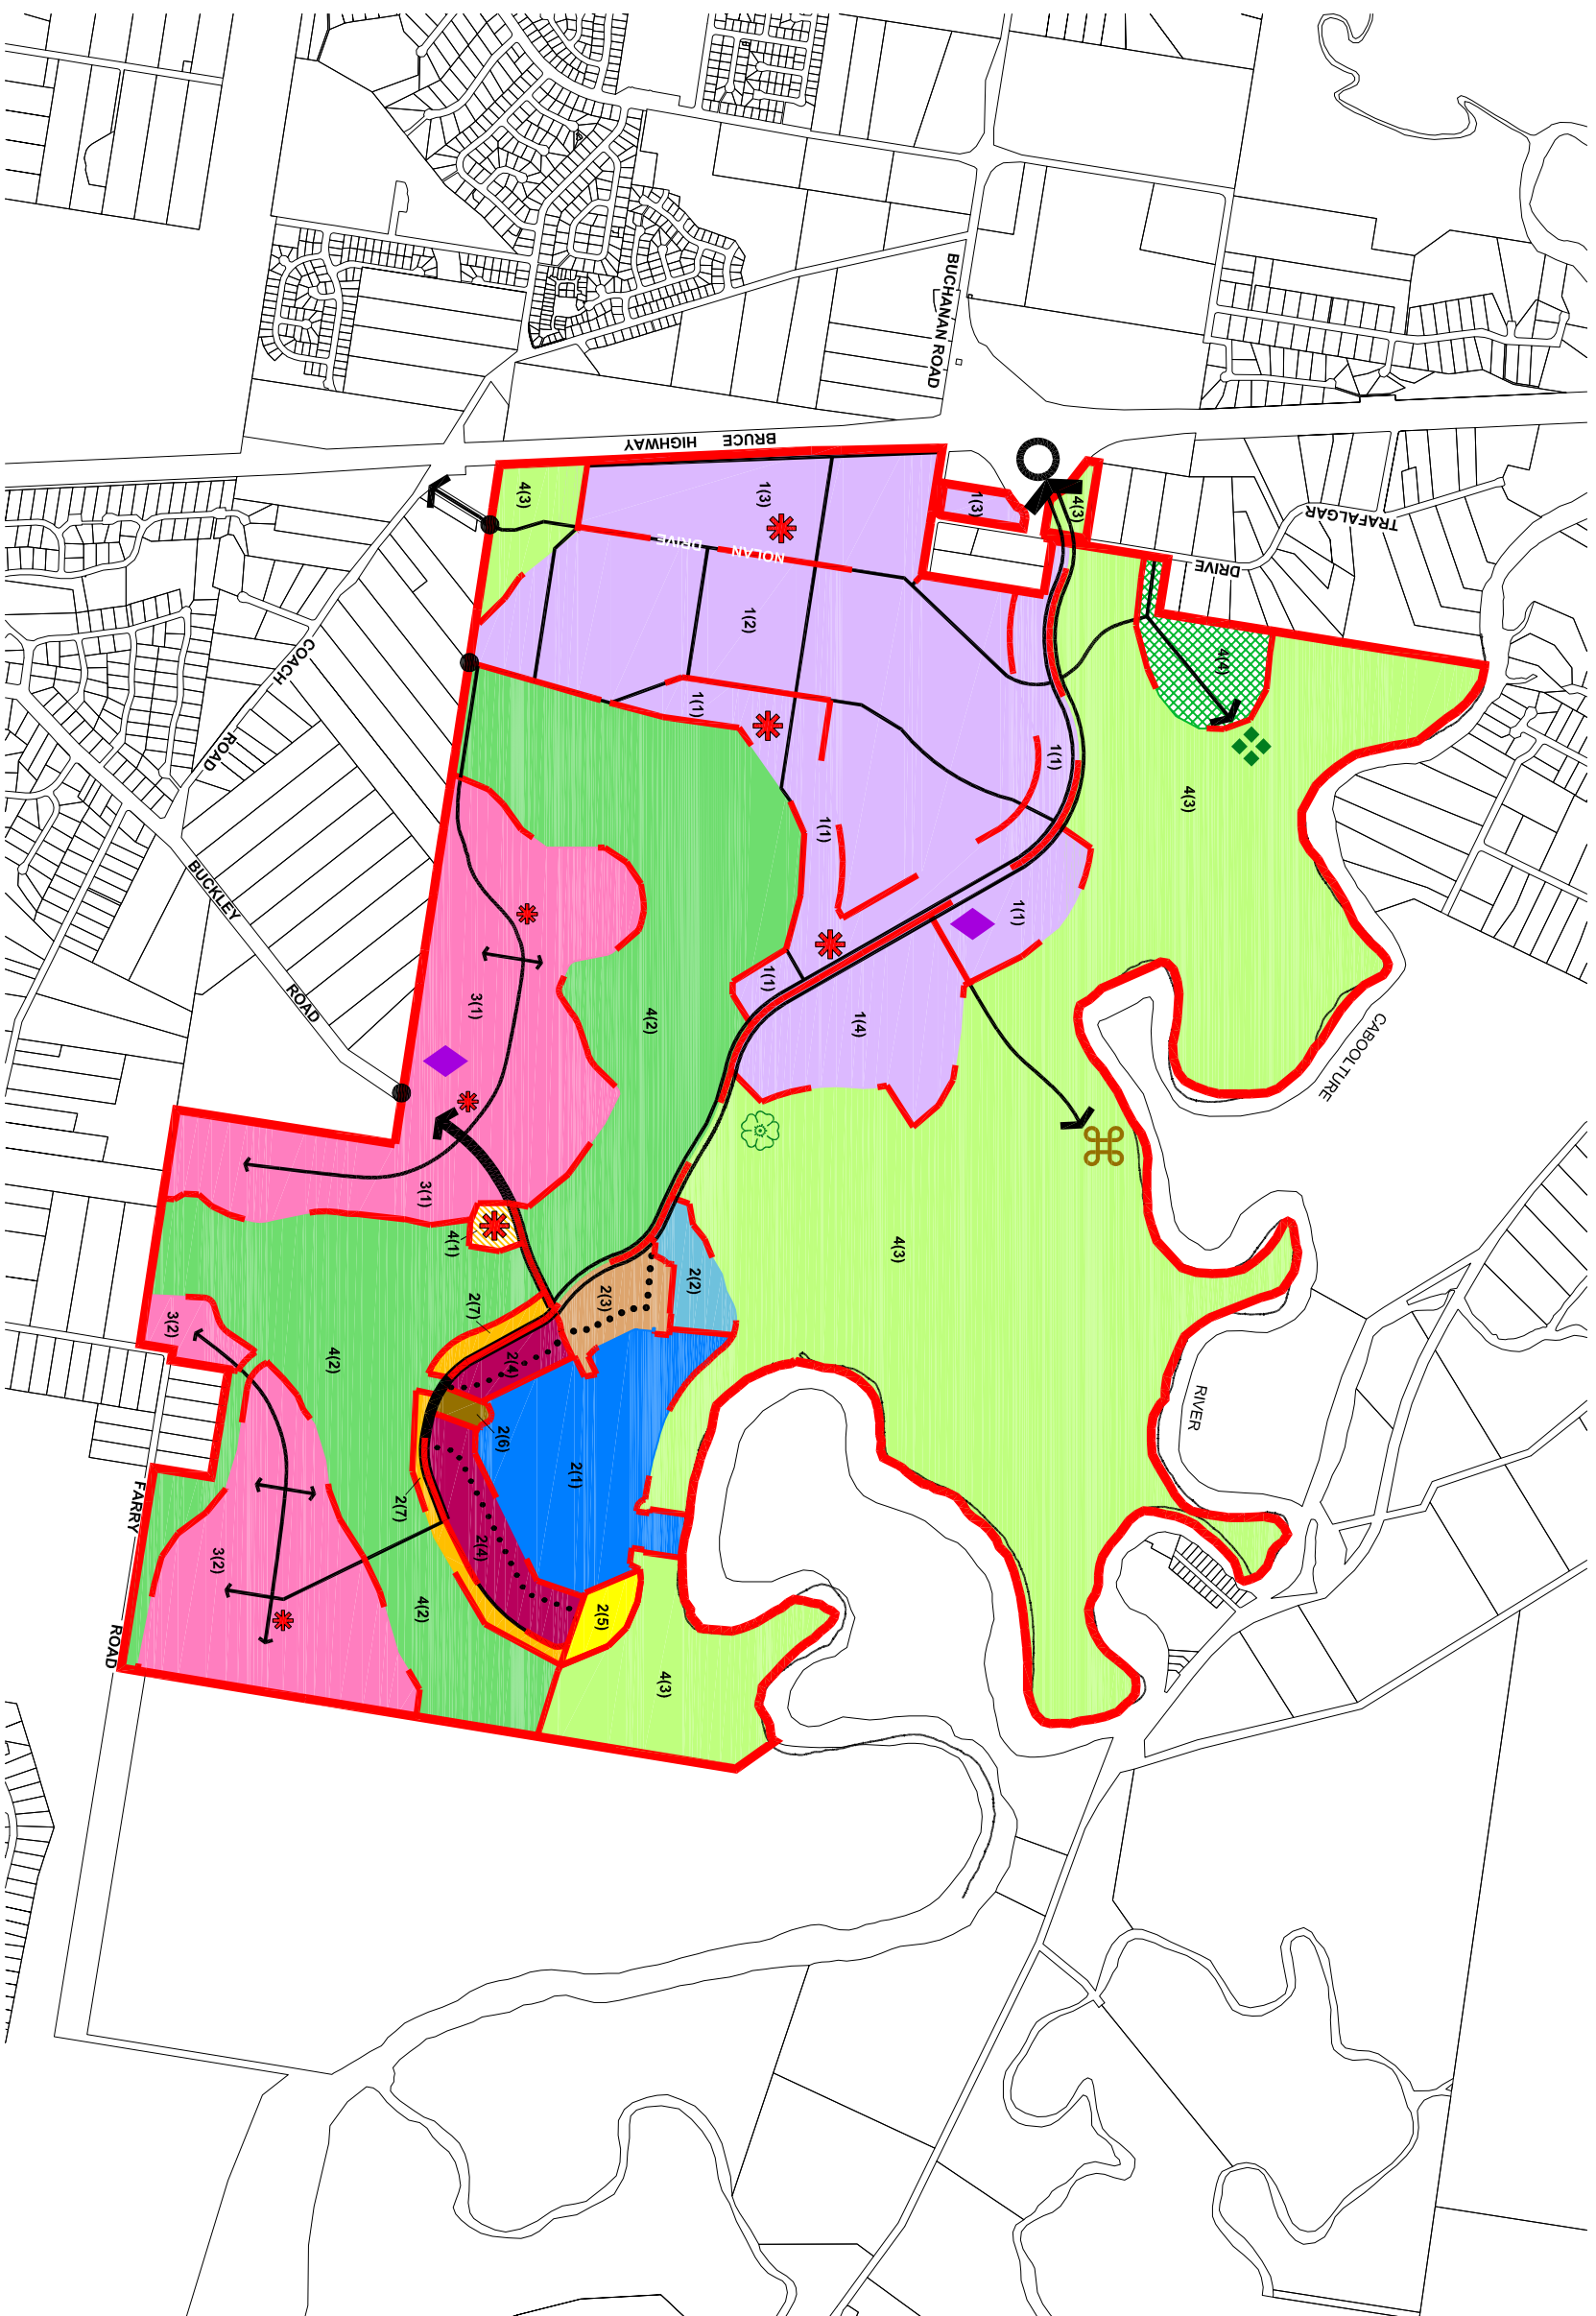 BUCHANAN ROAD
BRUCE HIGHWAY
TRAFALGAR
DRIVE
4(3)
1(3)
1(3)
4(3)
NOLAN
DRIVE
1(2)
4(4)
COACH
ROAD
1(1)
1(1)
4(3)
1(1)
1(1)
BUCKLEY
ROAD
3(1)
1(1)
4(2)
1(4)
CABOOLTURE
RIVER
3(1)
4(1)
4(3)
2(2)
2(3)
2(7)
3(2)
4(2)
2(4)
2(6)
2(1)
2(7)
FARRY
ROAD
3(2)
2(4)
4(2)
2(5)
4(3)